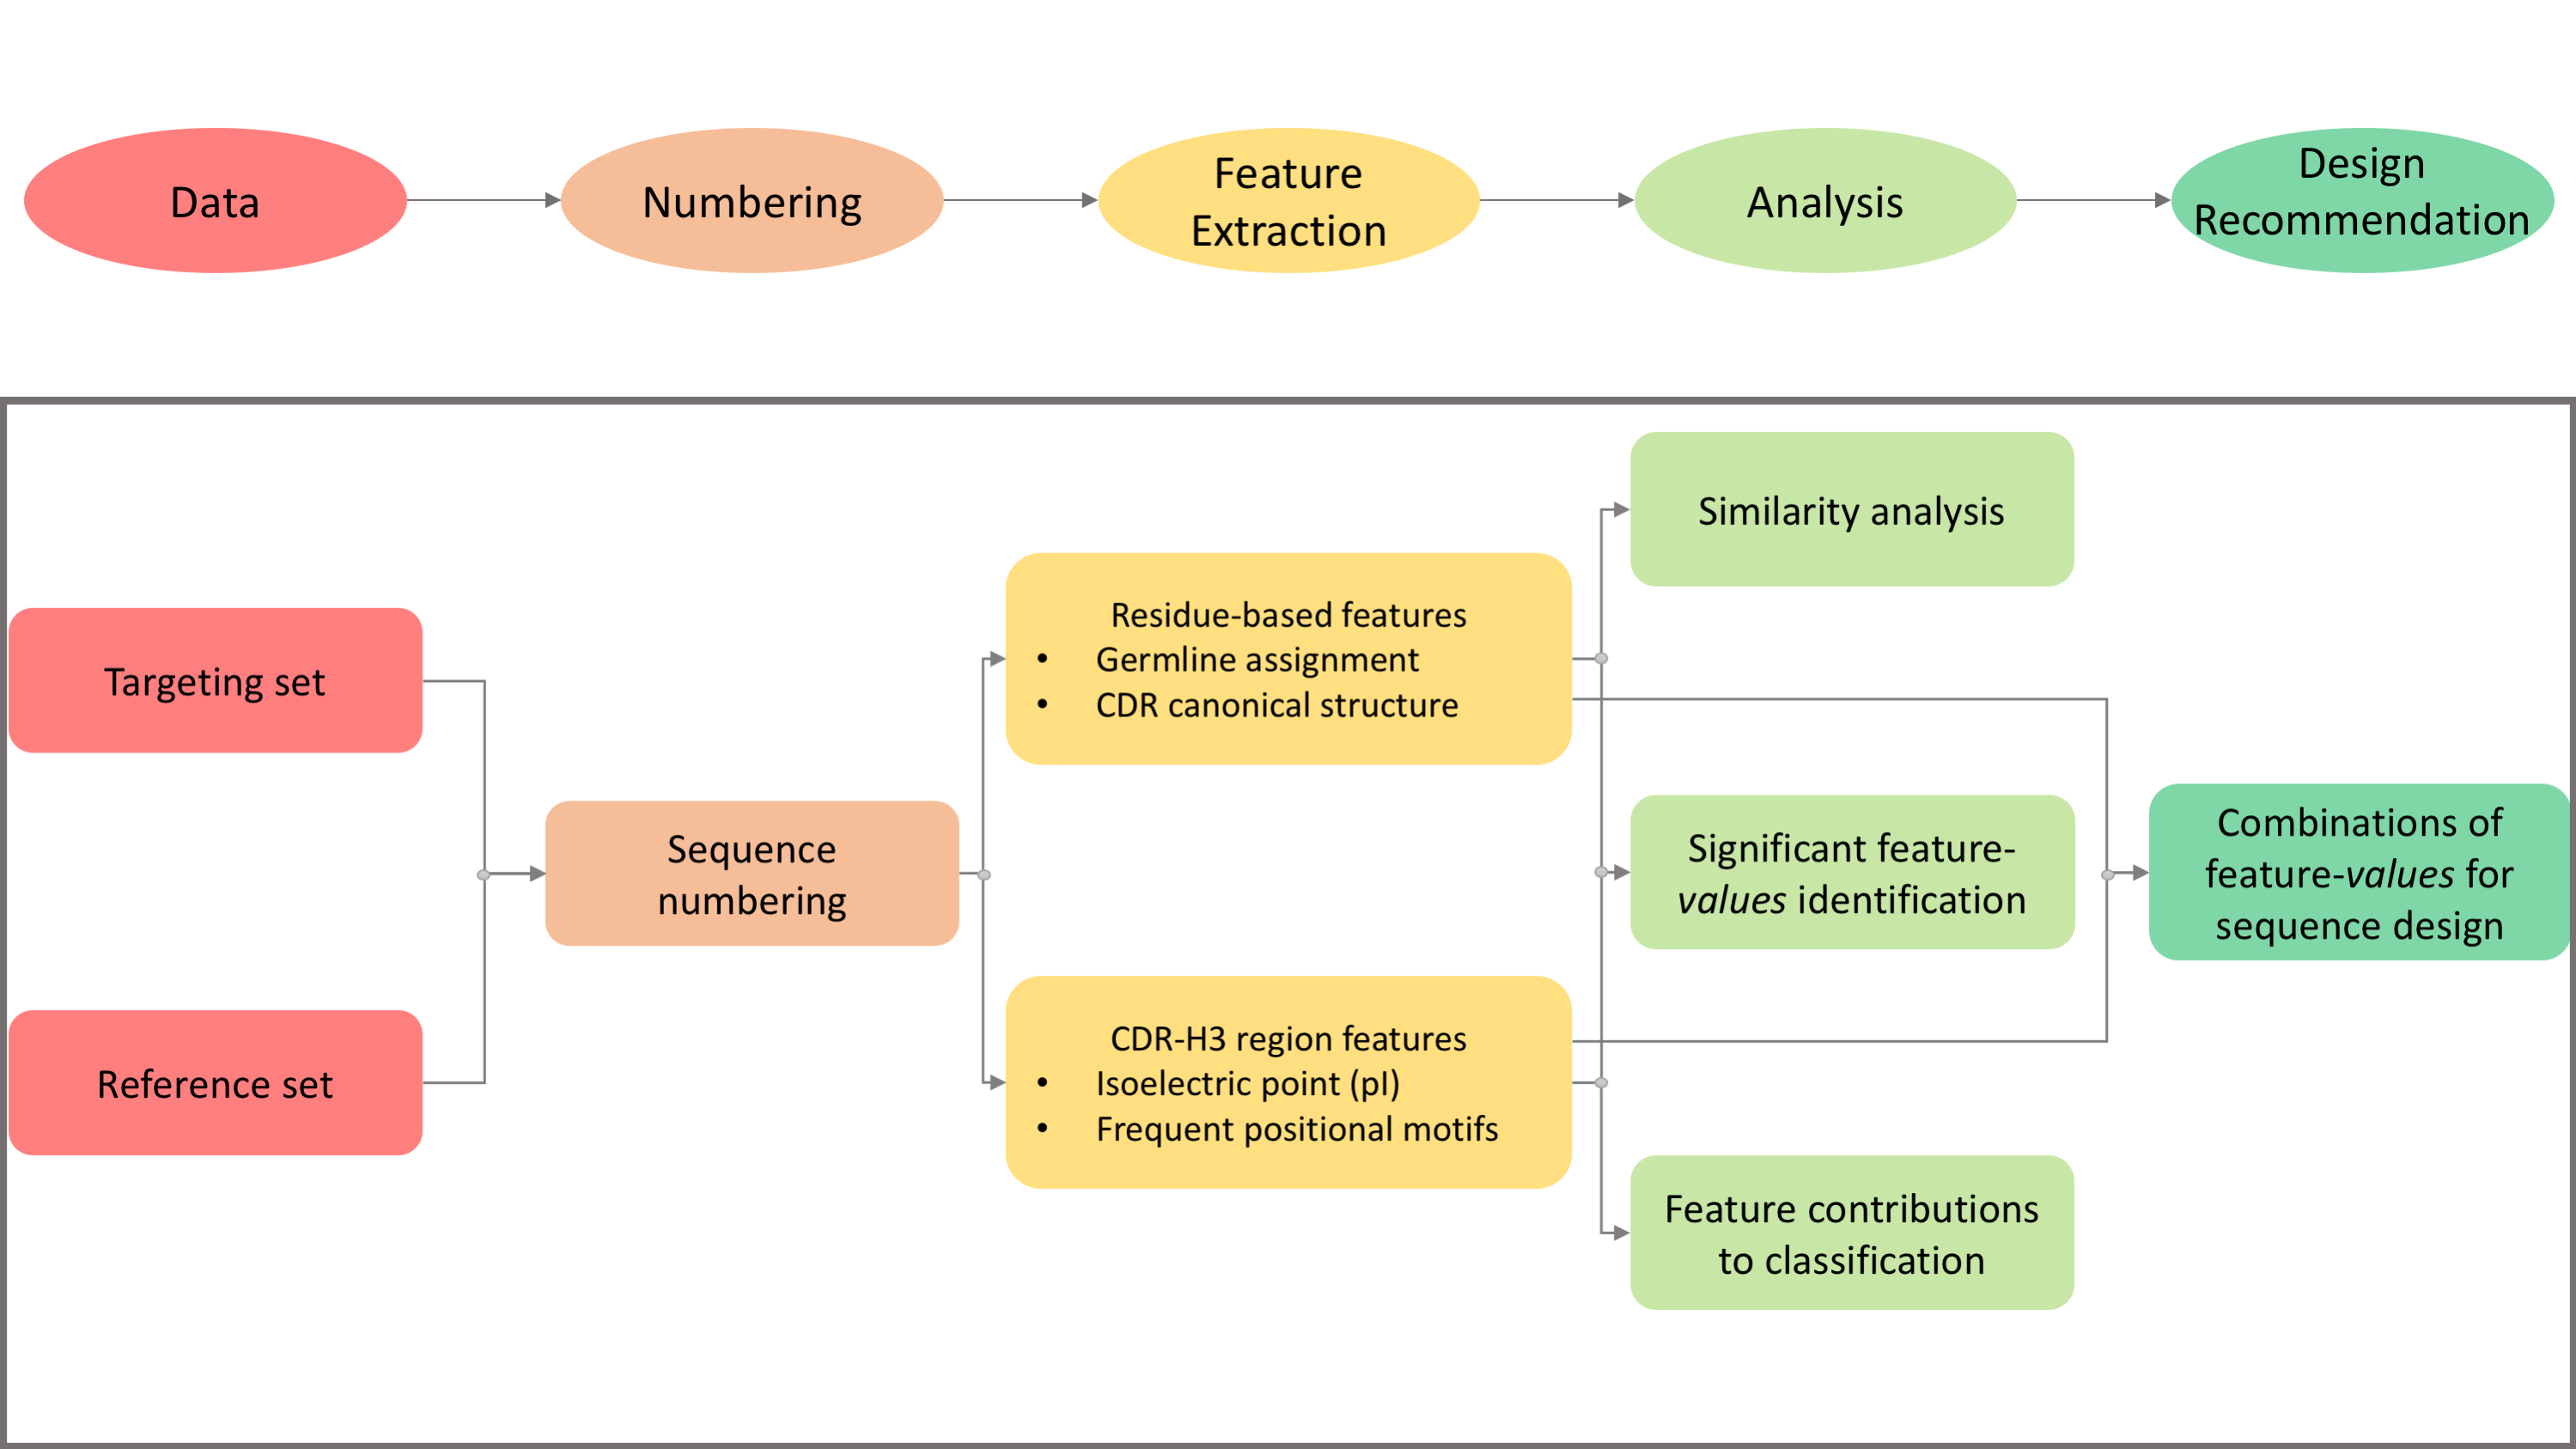 Data
Numbering
Feature
Extraction
Analysis
Design
Recommendation
Targeting set
Reference set
Sequence
numbering
Residue-based features
• Germline assignment
• CDR canonical structure
CDR-H3 region features
• Isoelectric point (pI)
• Frequent positional motifs
Similarity analysis
Significant feature-
values identification
Feature contributions
to classification
Combinations of
feature-values for
sequence design